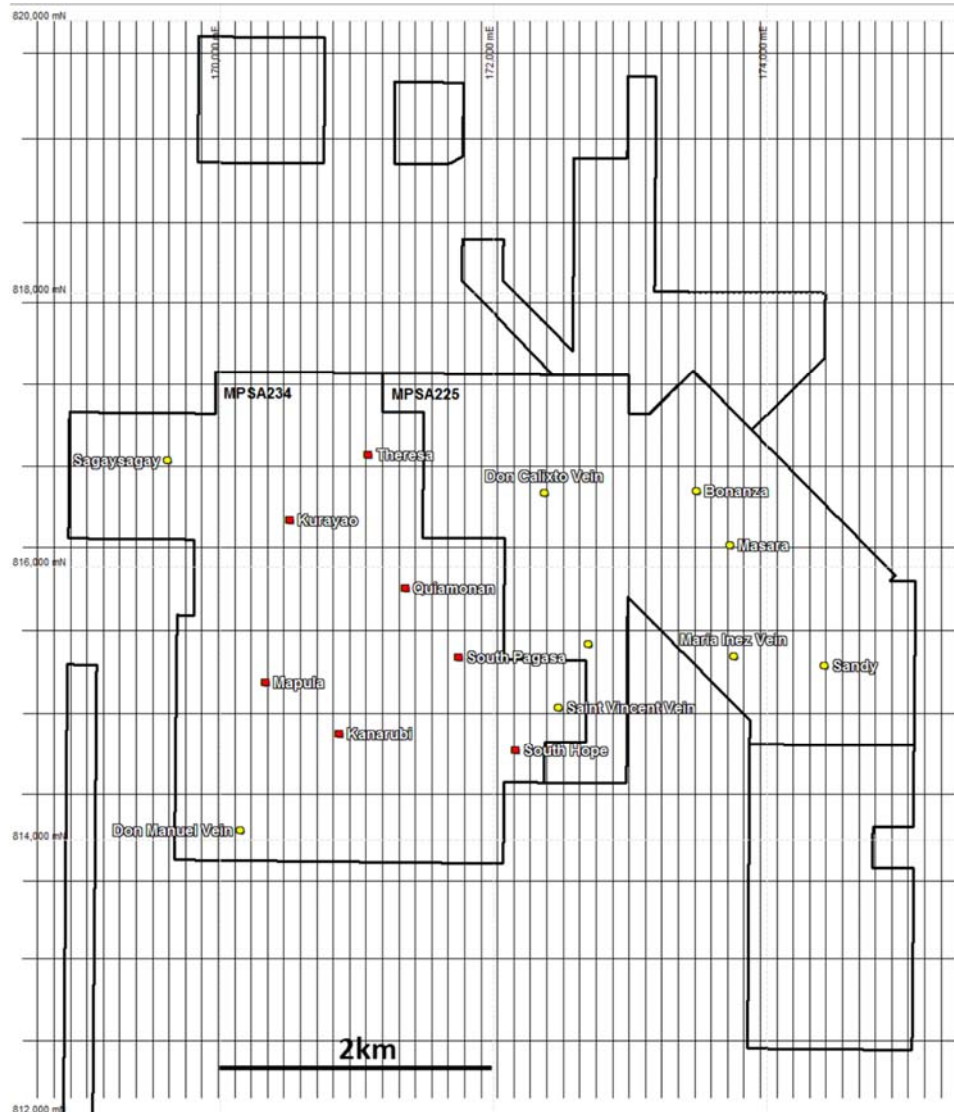 820,000 mN
170,000 mE
172,000 mE
174,000 mE
818,000 mN
MPSA234
MPSA225
Sagaysagay
Theresa
Don Calixto Vein
Bonanza
Kurayao
Masara
816,000 mN
Quiamonan
Maria Inez Vein
South Pagasa
Sandy
Mapula
Saint Vincent Vein
Kanarubi
South Hope
Don Manuel Vein
814,000 mN
2km
812,000 mN